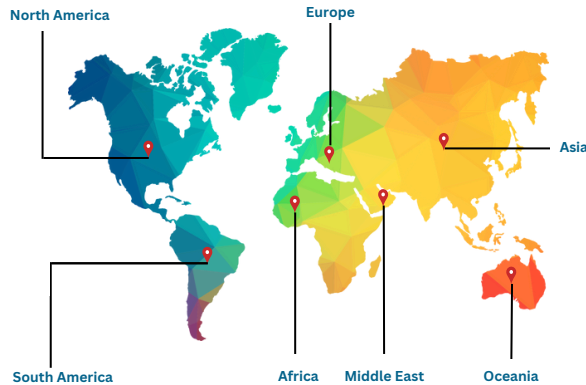 Europe
North America
Asia
South America
Africa
Middle East
Oceania